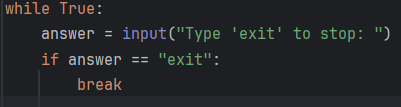 while True:
    answer = input("Type 'exit' to stop: ")
    if answer == "exit":
        break